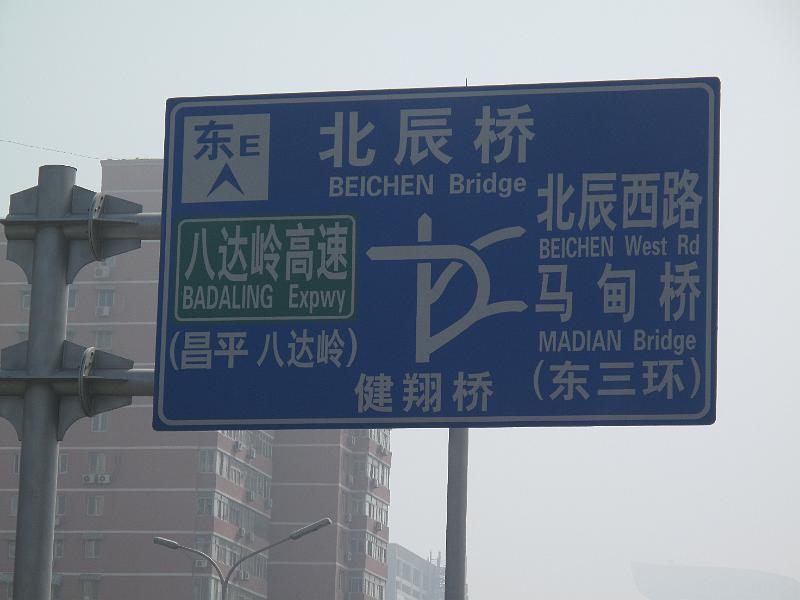 东E
北辰桥
BEICHEN Bridge
八达岭高速
BADALING Expwy
(昌平 八达岭)
北辰西路
BEICHEN West Rd
马甸桥
MADIAN Bridge
(东三环)
健翔桥